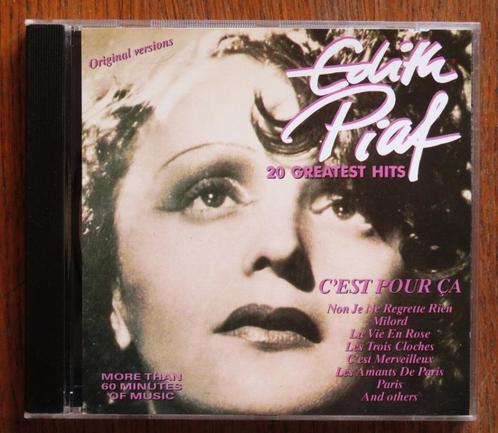 Original versions
Edith
Piaf
20 GREATEST HITS
C'EST POUR ÇA
Non Je Ne Regrette Rien
Milord
La Vie En Rose
Les Trois Cloches
C'est Merveilleux
Les Amants De Paris
Paris
And others
MORE THAN
60 MINUTES
OF MUSIC